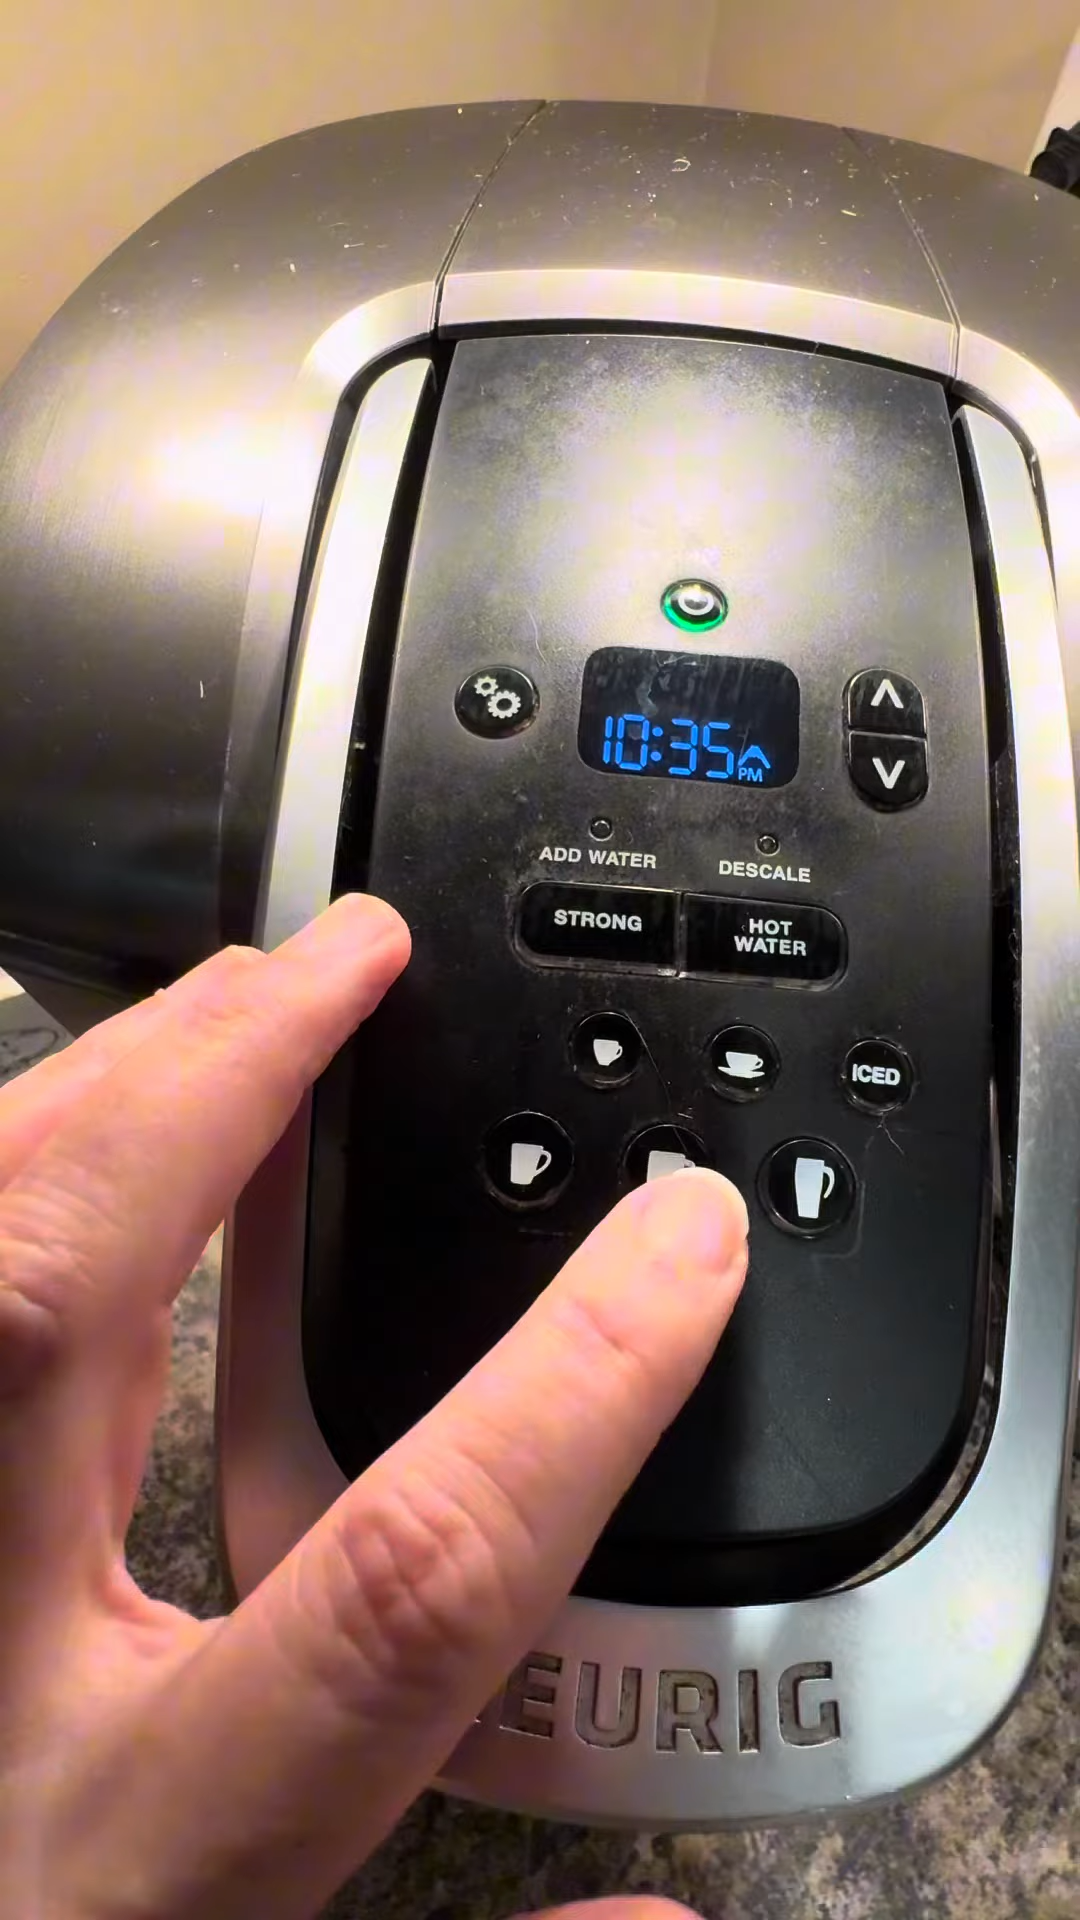 10:35
PM
ADD WATER
DESCALE
STRONG
HOT
WATER
ICED
EURIG